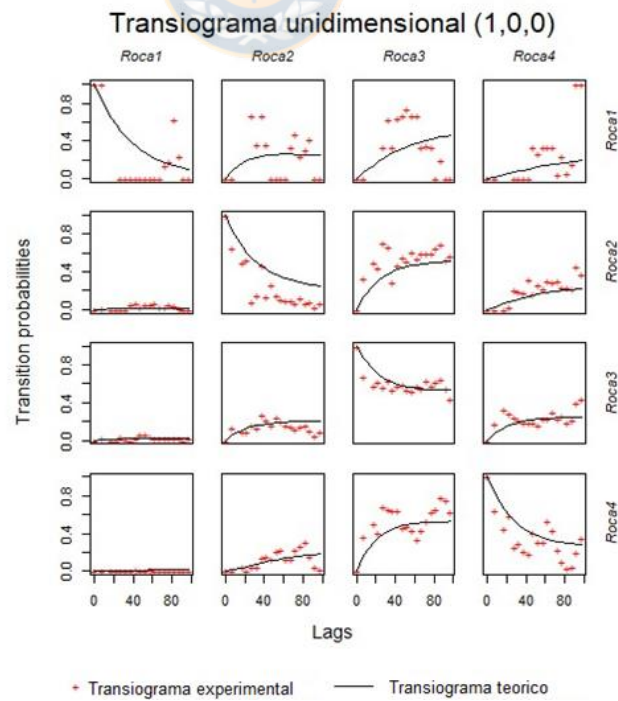 Transiograma unidimensional (1,0,0)
Roca1 Roca2 Roca3 Roca4
Transition probabilities
0.0 0.4 0.8
Roca1
0.0 0.4 0.8
Roca2
0.0 0.4 0.8
Roca3
0.0 0.4 0.8
Roca4
0 40 80 0 40 80 0 40 80 0 40 80
Lags
Transiograma experimental
Transiograma teorico